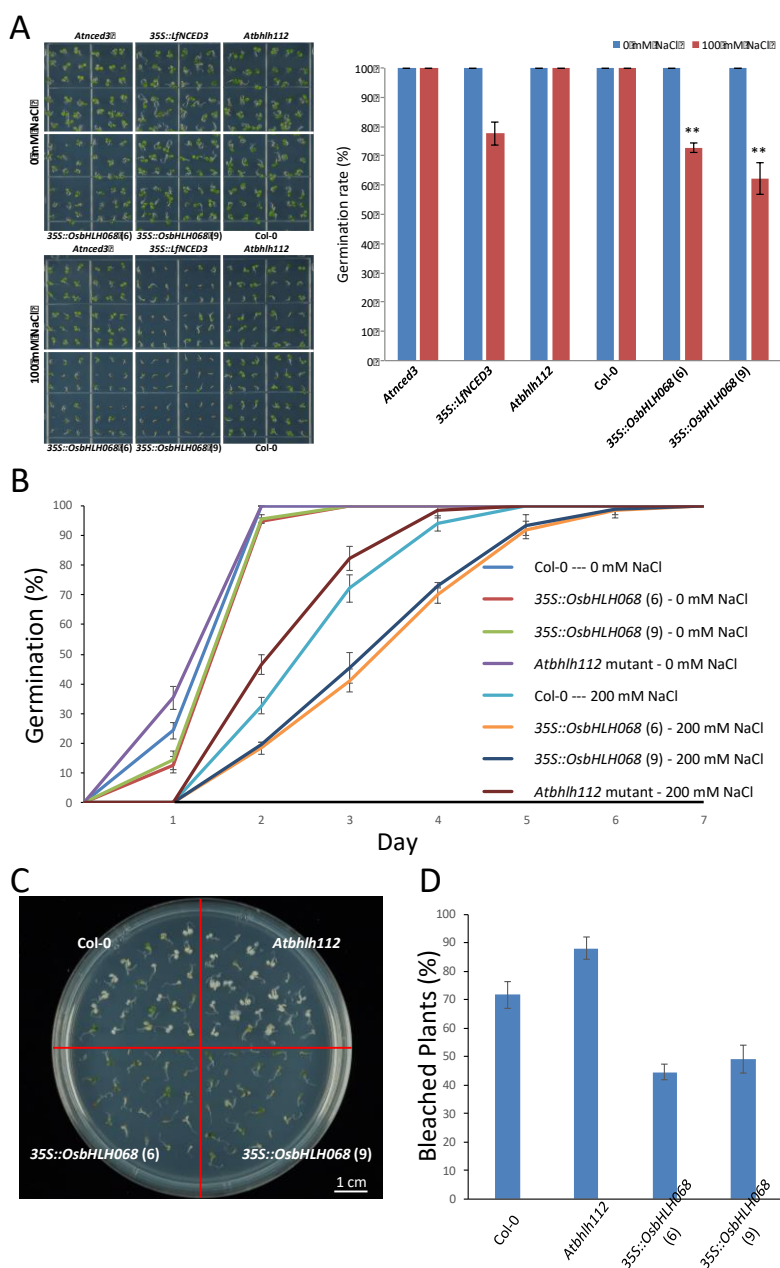 A
Atnced3 35S::LfNCED3 Atbhlh112
0 mM NaCl
35S::OsbHLH068 (6) 35S::OsbHLH068 (9) Col-0
Atnced3 35S::LfNCED3 Atbhlh112
100 mM NaCl
35S::OsbHLH068 (6) 35S::OsbHLH068 (9) Col-0
0 mM NaCl 100 mM NaCl
Germination rate (%)
100
90
80
70
60
50
40
30
20
10
0
**
**
Atnced3
35S::LfNCED3
Atbhlh112
Col-0
35S::OsbHLH068 (6)
35S::OsbHLH068 (9)
B
Germination (%)
100
90
80
70
60
50
40
30
20
10
0
1 2 3 4 5 6 7
Day
Col-0 --- 0 mM NaCl
35S::OsbHLH068 (6) - 0 mM NaCl
35S::OsbHLH068 (9) - 0 mM NaCl
Atbhlh112 mutant - 0 mM NaCl
Col-0 --- 200 mM NaCl
35S::OsbHLH068 (6) - 200 mM NaCl
35S::OsbHLH068 (9) - 200 mM NaCl
Atbhlh112 mutant - 200 mM NaCl
C
Col-0 Atbhlh112
35S::OsbHLH068 (6) 35S::OsbHLH068 (9)
1 cm
D
Bleached Plants (%)
100
90
80
70
60
50
40
30
20
10
0
Col-0
Atbhlh112
35S::OsbHLH068
(6)
35S::OsbHLH068
(9)